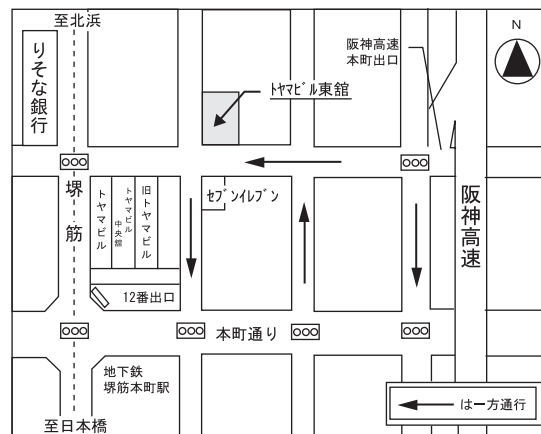 至北浜
りそな銀行
阪神高速
本町出口
N
トヤマビル東館
堺筋
トヤマビル
トヤマビル
中央館
旧トヤマビル
セブンイレブン
阪神高速
12番出口
本町通り
地下鉄
堺筋本町駅
至日本橋
は一方通行